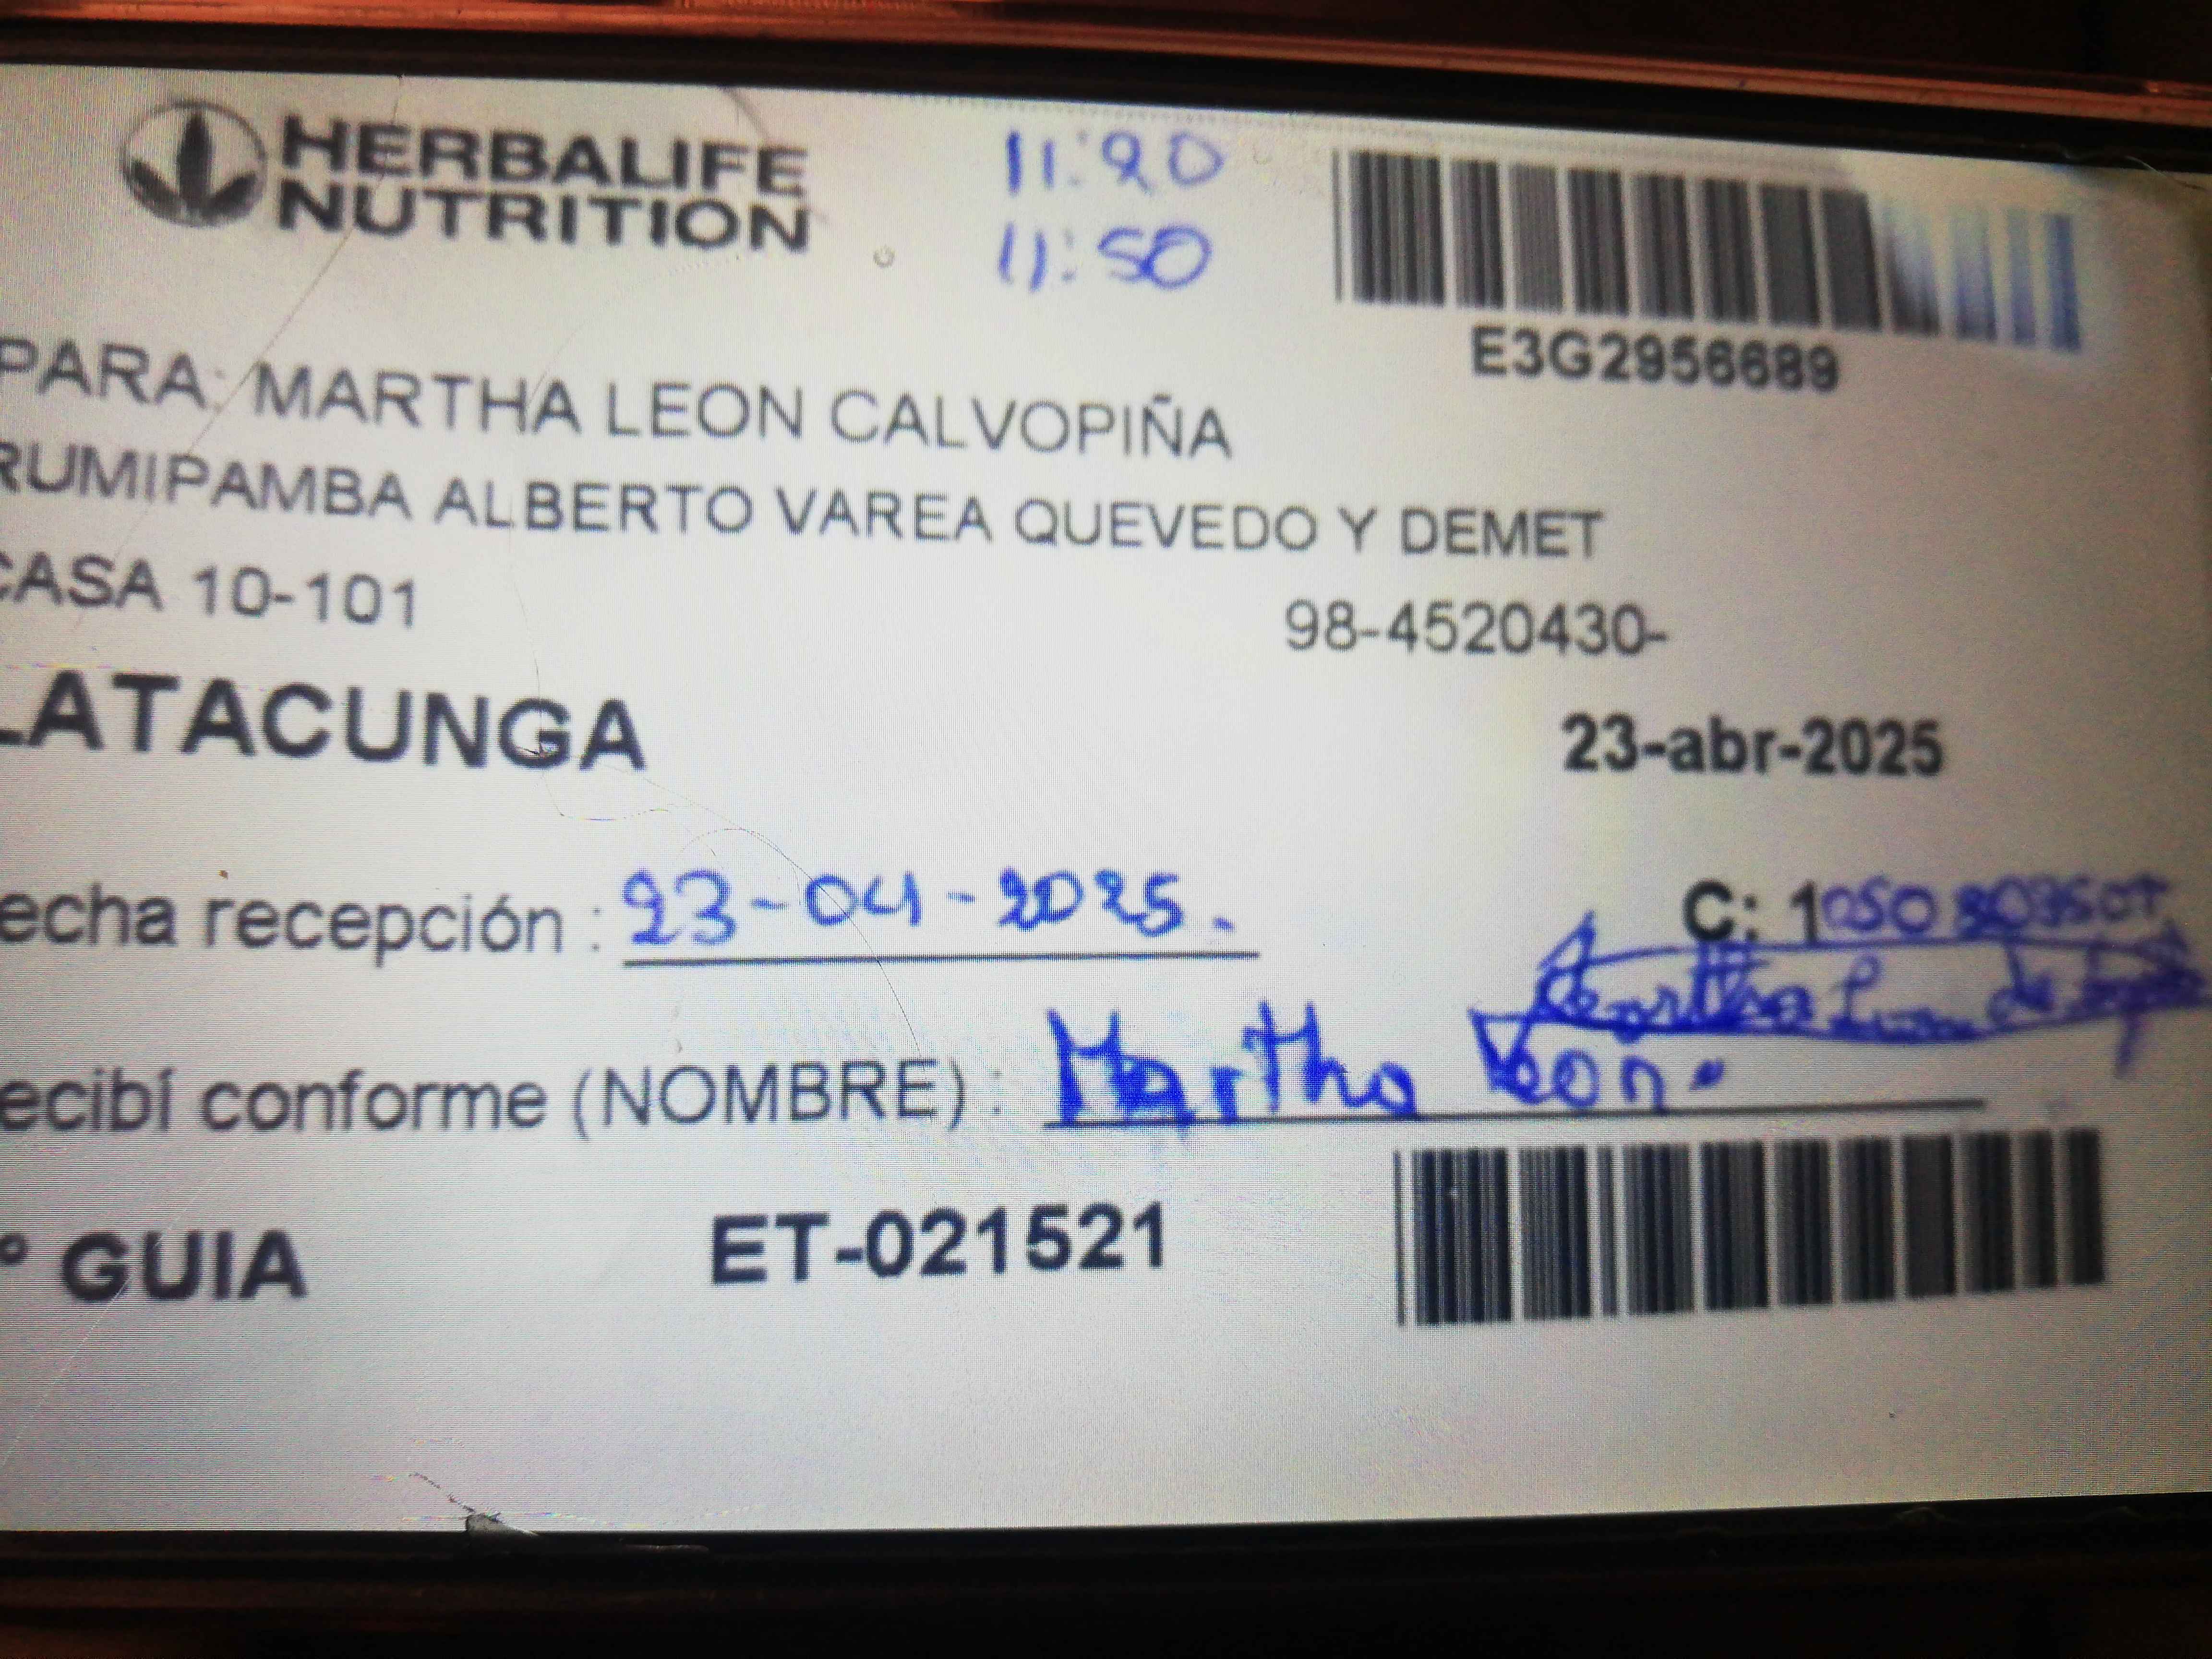 HERBALIFE
NUTRITION
11:20
11:50
E3G2956689
PARA: MARTHA LEON CALVOPIÑA
RUMIPAMBA ALBERTO VAREA QUEVEDO Y DEMET
CASA 10-101
98-4520430-
LATACUNGA
23-abr-2025
echa recepción : 23-04-2025.
C: 1
ecibí conforme (NOMBRE) : Martha Leon.
° GUIA ET-021521